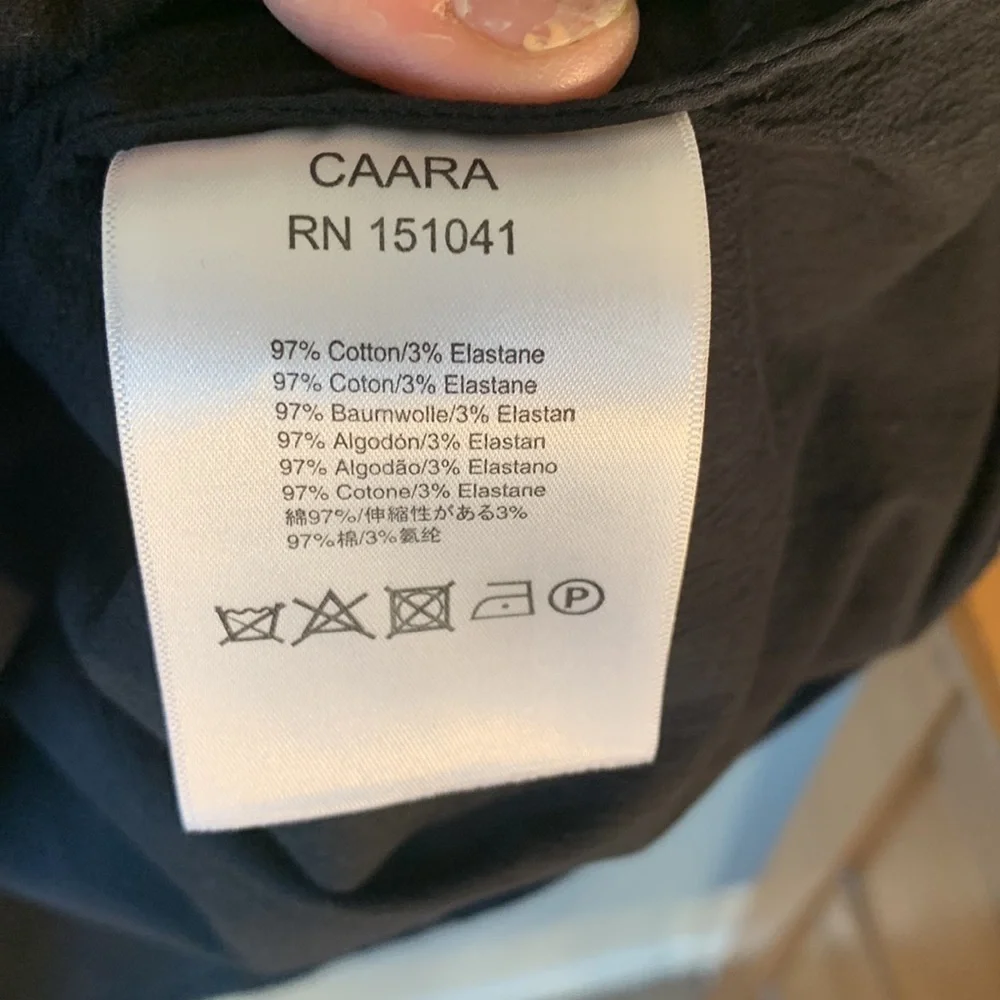 CAARA
RN 151041
97% Cotton/3% Elastane
97% Coton/3% Elastane
97% Baumwolle/3% Elastan
97% Algodón/3% Elastan
97% Algodão/3% Elastano
97% Cotone/3% Elastane
綿97%/伸縮性がある3%
97%棉/3%氨纶
P